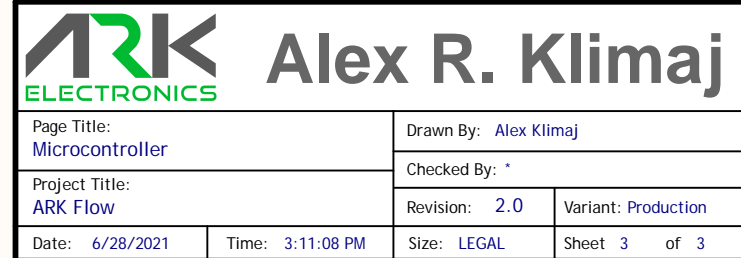 ARK
ELECTRONICS
Alex R. Klimaj
Page Title:
Microcontroller
Drawn By: Alex Klimaj
Checked By: *
Project Title:
ARK Flow
Revision: 2.0
Variant: Production
Date: 6/28/2021
Time: 3:11:08 PM
Size: LEGAL
Sheet 3 of 3